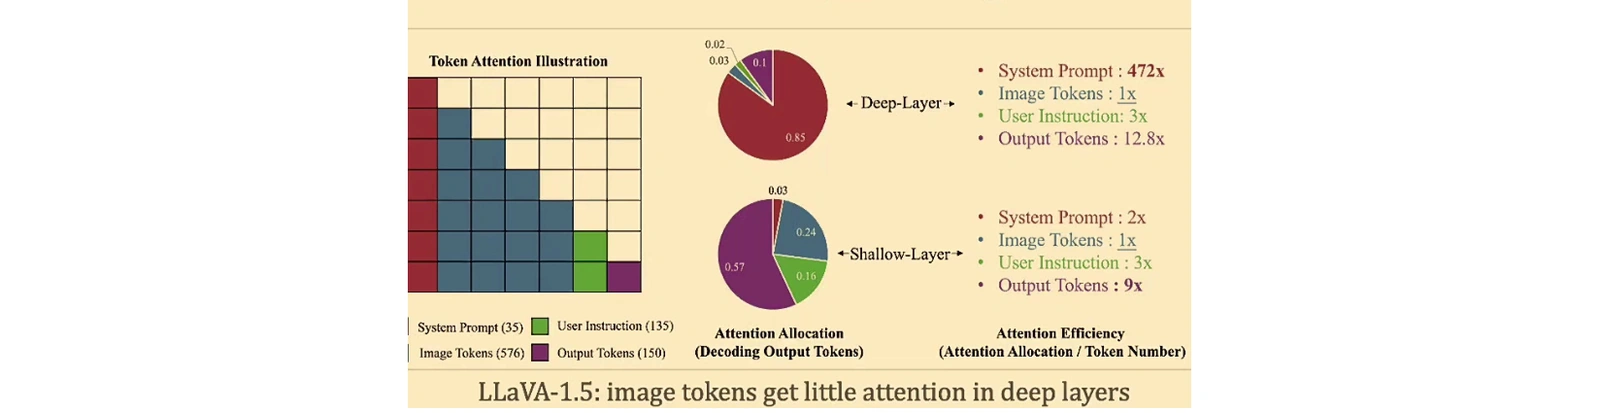 Token Attention Illustration
0.02
0.03
0.1
0.85
Deep-Layer
• System Prompt : 472x
• Image Tokens : 1x
• User Instruction: 3x
• Output Tokens : 12.8x
0.03
0.24
0.57
0.16
Shallow-Layer
• System Prompt : 2x
• Image Tokens : 1x
• User Instruction : 3x
• Output Tokens : 9x
System Prompt (35)
User Instruction (135)
Image Tokens (576)
Output Tokens (150)
Attention Allocation
(Decoding Output Tokens)
Attention Efficiency
(Attention Allocation / Token Number)
LLaVA-1.5: image tokens get little attention in deep layers